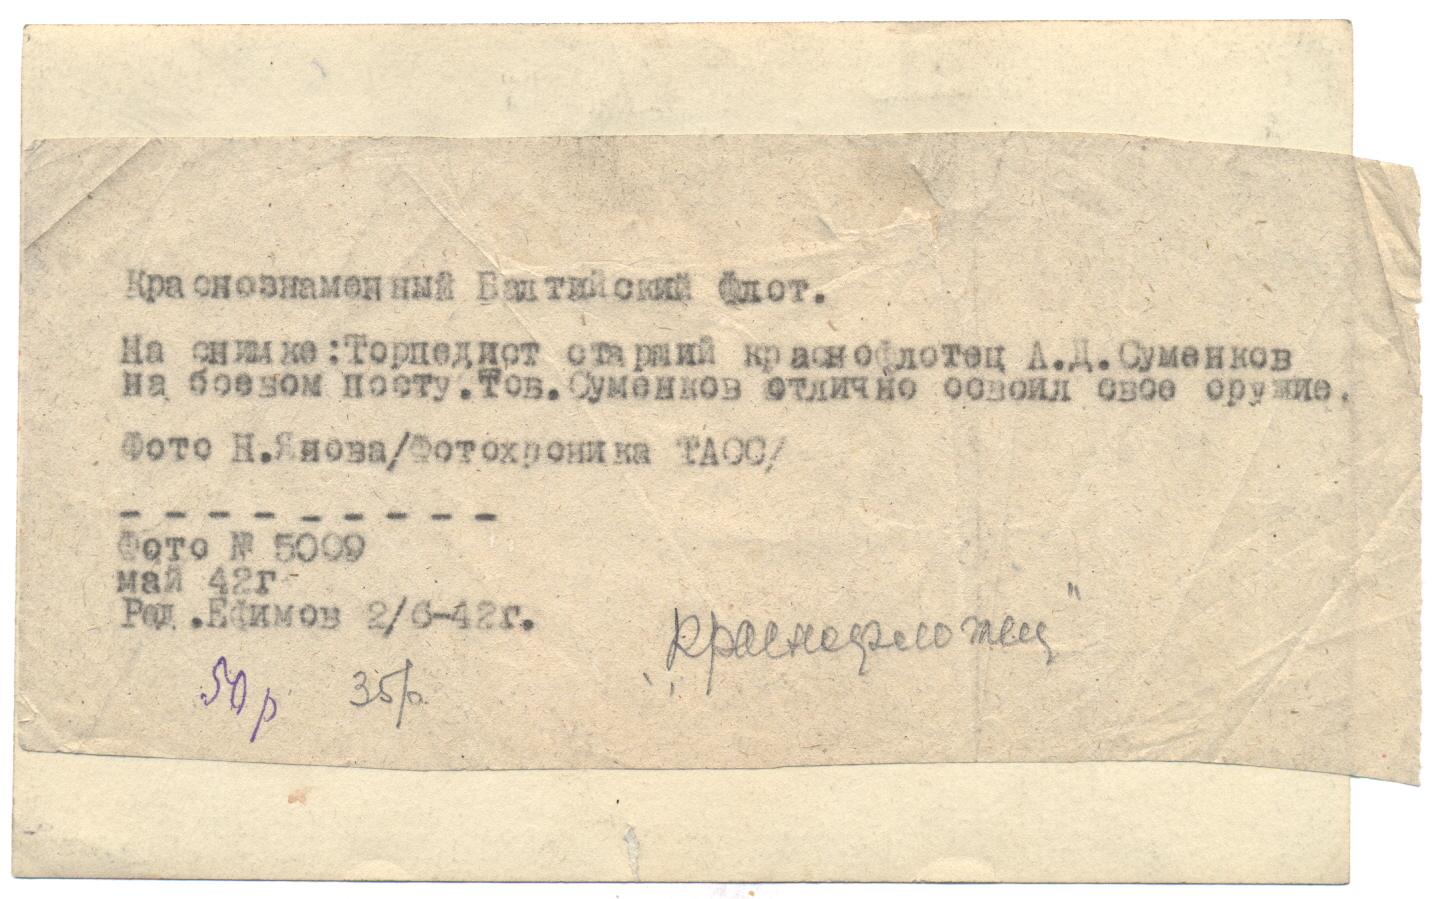 Краснознаменный Балтийский Флот.
На снимке:Торпедист старший краснофлотец А.Д.Суменков
на боевом посту.Тов.Суменков отлично освоил свое оружие.
Фото Н.Янова/Фотохроника ТАСС/
- - - - - - - - -
Фото № 5009
май 42г
Ред.Ефимов 2/6-42г.
„Краснофлотец"
50р 35р.